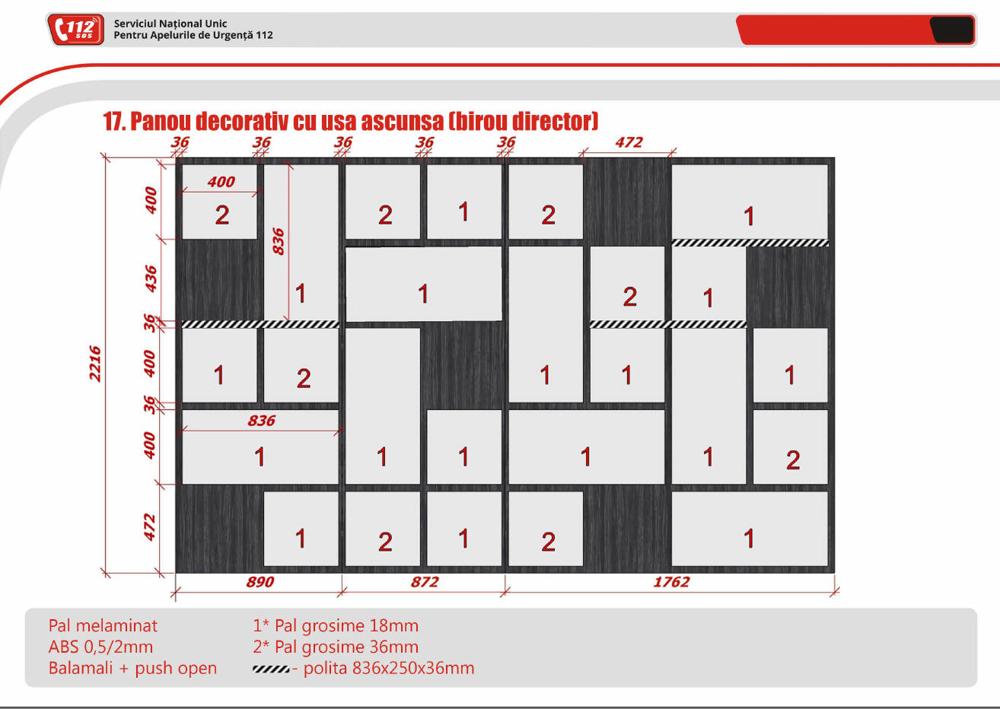 112
SOS
Serviciul Național Unic
Pentru Apelurile de Urgență 112
17. Panou decorativ cu usa ascunsa (birou director)
36 36 36 36 36 472
400 400 2 836 1 2 1 2 1
436 1 2 1
36
2216 400 1 2 1 1 1
36
400 836 1 1 1 1 1 2
472 1 2 1 2 1
890 872 1762
Pal melaminat 1* Pal grosime 18mm
ABS 0,5/2mm 2* Pal grosime 36mm
Balamali + push open - polita 836x250x36mm